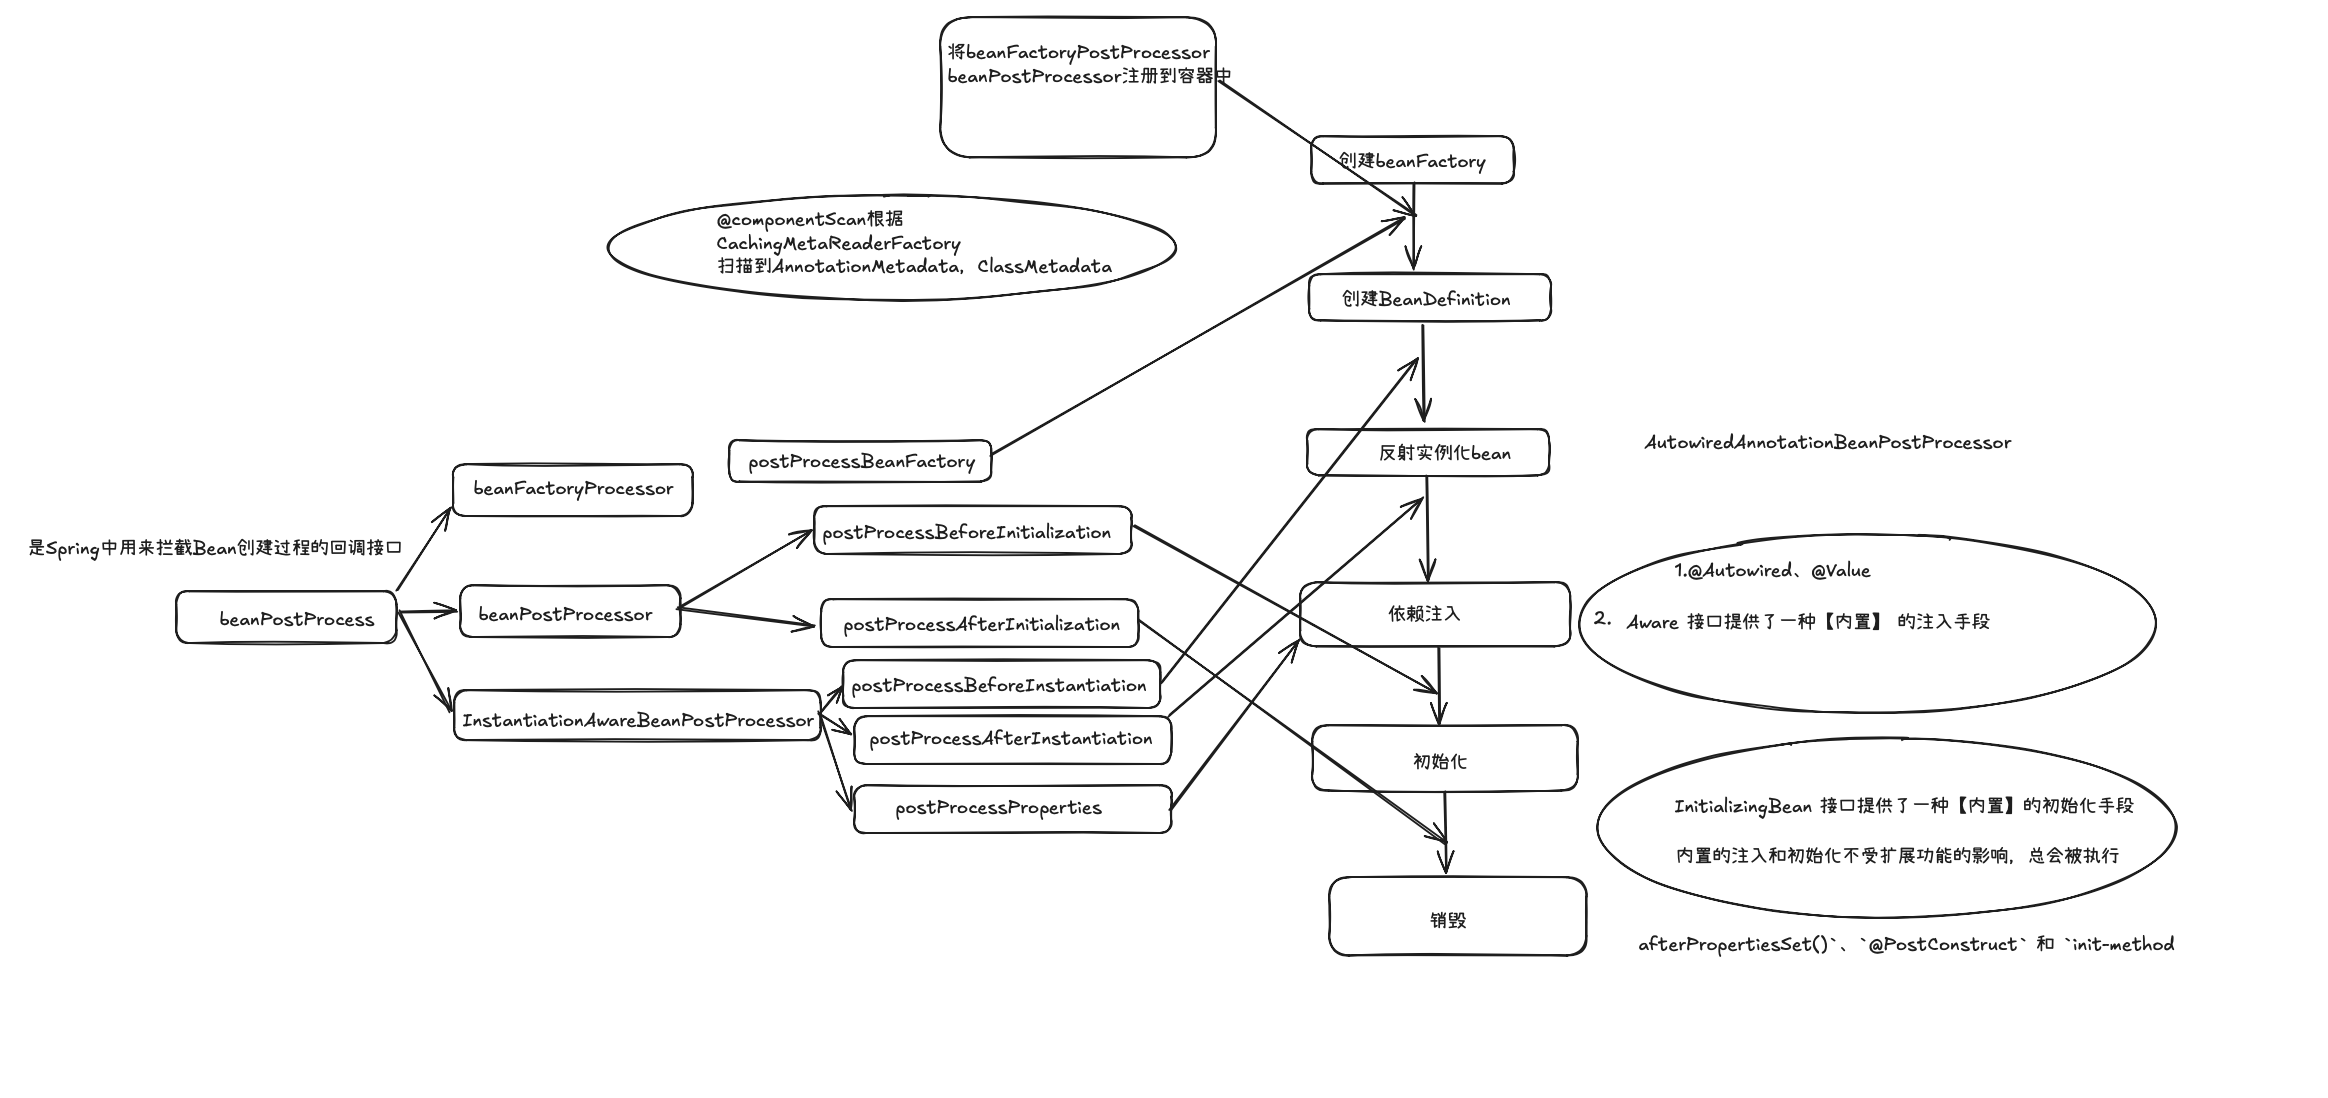 将beanFactoryPostProcessor
beanPostProcessor注册到容器中
创建beanFactory
@componentScan根据
CachingMetaReaderFactory
扫描到AnnotationMetadata，ClassMetadata
创建BeanDefinition
反射实例化bean
AutowiredAnnotationBeanPostProcessor
postProcessBeanFactory
beanFactoryProcessor
postProcessBeforeInitialization
是Spring中用来拦截Bean创建过程的回调接口
1.@Autowired、@Value
beanPostProcess
beanPostProcessor
postProcessAfterInitialization
依赖注入
2. Aware 接口提供了一种【内置】 的注入手段
postProcessBeforeInstantiation
InstantiationAwareBeanPostProcessor
postProcessAfterInstantiation
初始化
postProcessProperties
InitializingBean 接口提供了一种【内置】的初始化手段
内置的注入和初始化不受扩展功能的影响，总会被执行
销毁
afterPropertiesSet()`、`@PostConstruct` 和 `init-method